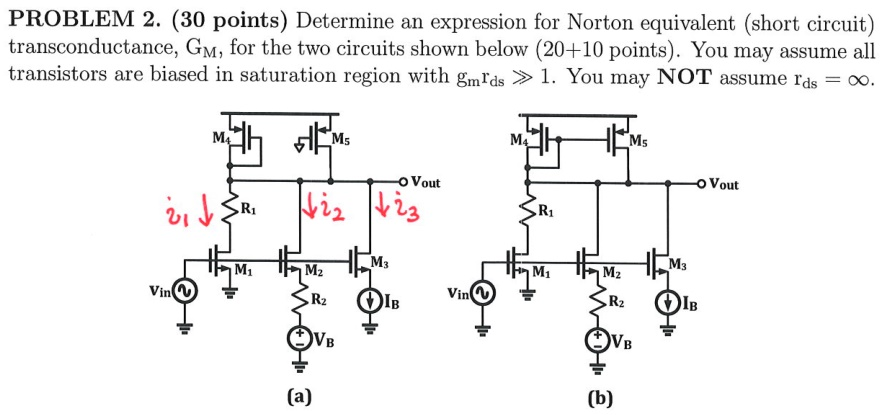 PROBLEM 2. (30 points) Determine an expression for Norton equivalent (short circuit)
transconductance, GM, for the two circuits shown below (20+10 points). You may assume all
transistors are biased in saturation region with gmrds ≫ 1. You may NOT assume rds = ∞.
M4 M5 M4 M5
Vout Vout
i1 R1 i2 i3 R1
M1 M2 M3 M1 M2 M3
Vin R2 IB Vin R2 IB
VB VB
(a) (b)